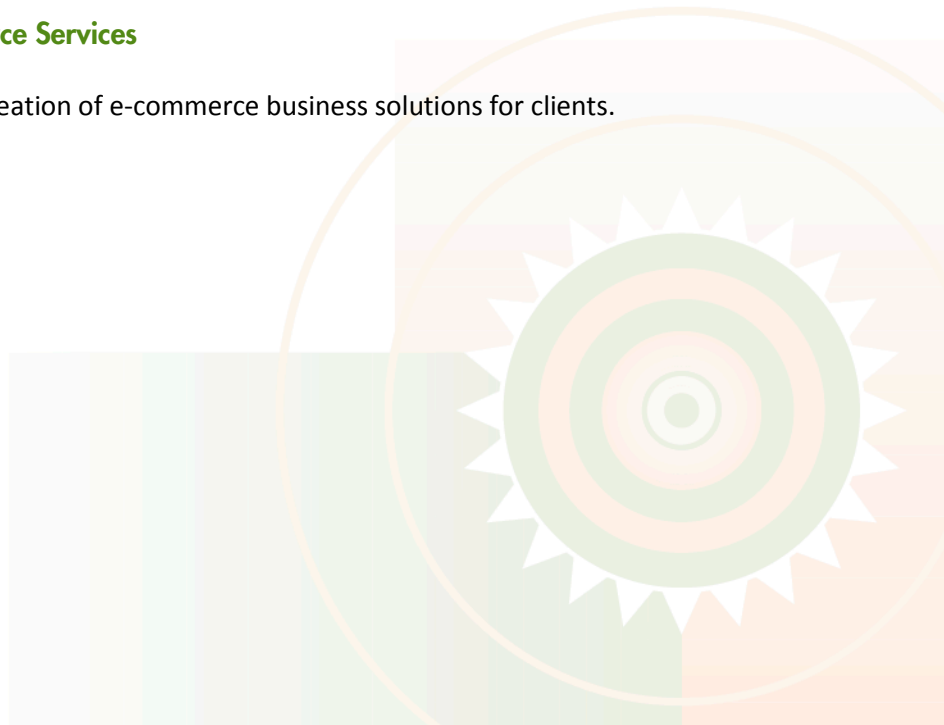 ce Services
eation of e-commerce business solutions for clients.